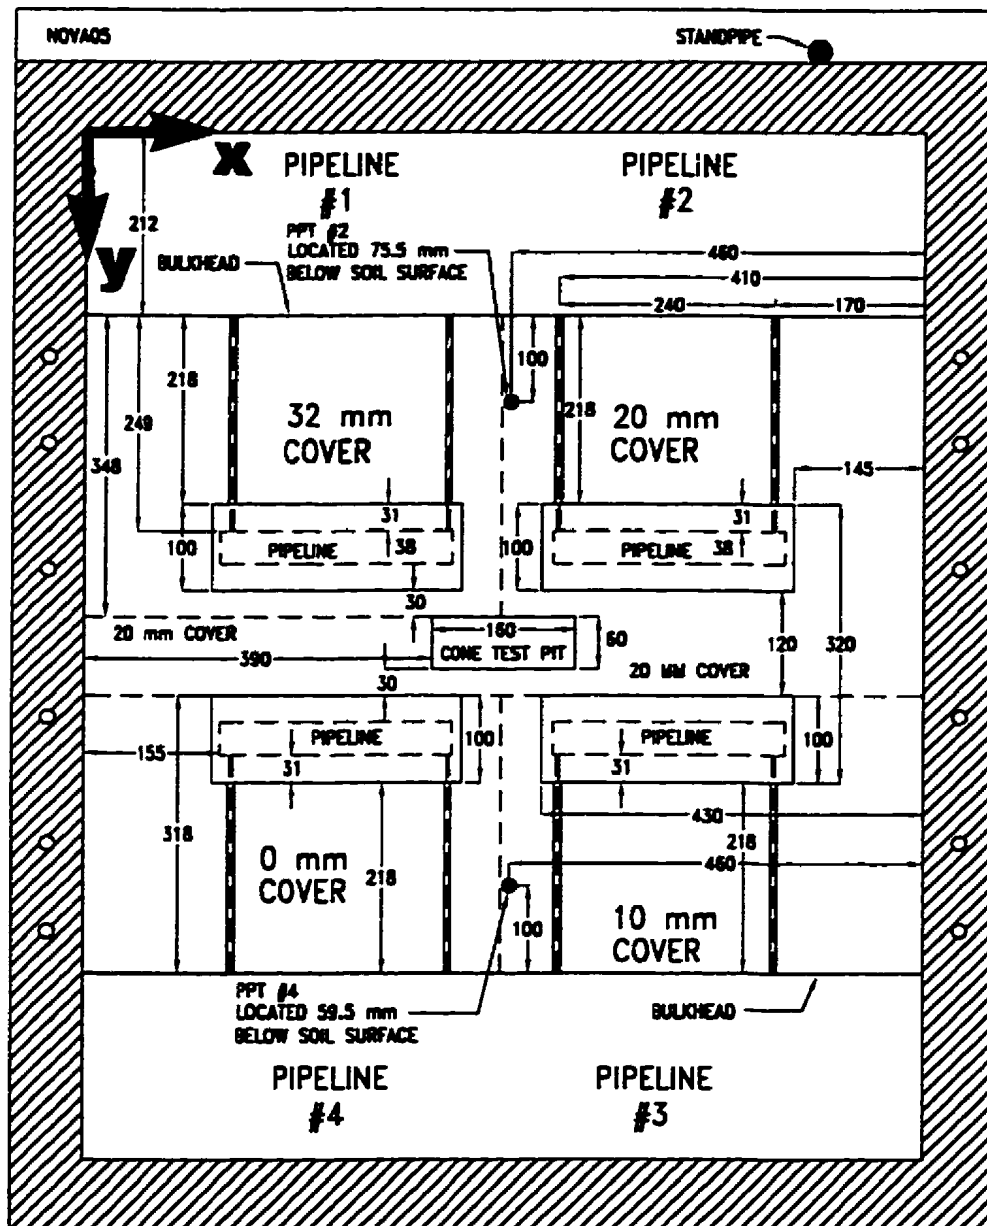 NOVA05
STANDPIPE
x
y
PIPELINE
#1
PIPELINE
#2
212
PPT #2
LOCATED 75.5 mm
BELOW SOIL SURFACE
BULKHEAD
460
410
240
170
100
218
249
348
32 mm
COVER
218
20 mm
COVER
145
100
31
38
PIPELINE
100
31
38
PIPELINE
30
20 mm COVER
160
CONE TEST PIT
60
120
320
390
20 MM COVER
30
PIPELINE
100
PIPELINE
100
155
31
31
430
318
0 mm
COVER
218
218
460
100
10 mm
COVER
PPT #4
LOCATED 59.5 mm
BELOW SOIL SURFACE
BULKHEAD
PIPELINE
#4
PIPELINE
#3